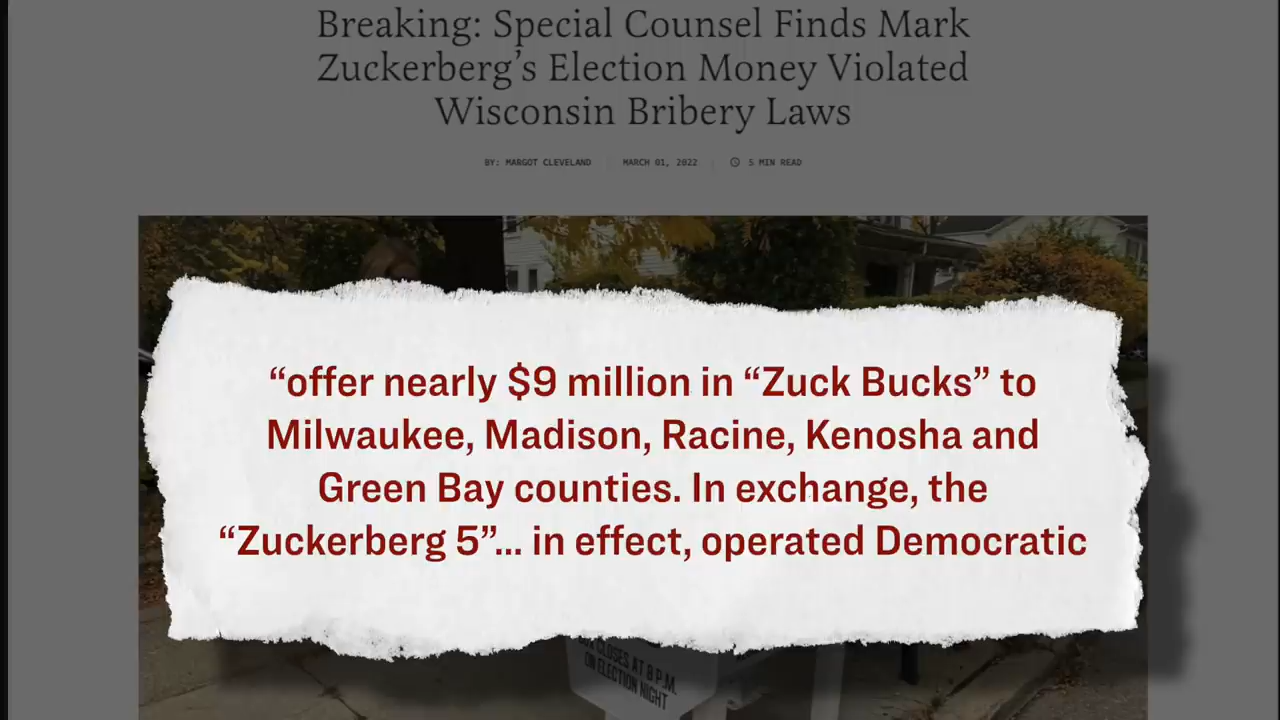 Breaking: Special Counsel Finds Mark
Zuckerberg’s Election Money Violated
Wisconsin Bribery Laws
BY: MARGOT CLEVELAND MARCH 01, 2022 5 MIN READ
“offer nearly $9 million in “Zuck Bucks” to
Milwaukee, Madison, Racine, Kenosha and
Green Bay counties. In exchange, the
“Zuckerberg 5”... in effect, operated Democratic
CLOSES AT 8 P.M.
ON ELECTION NIGHT